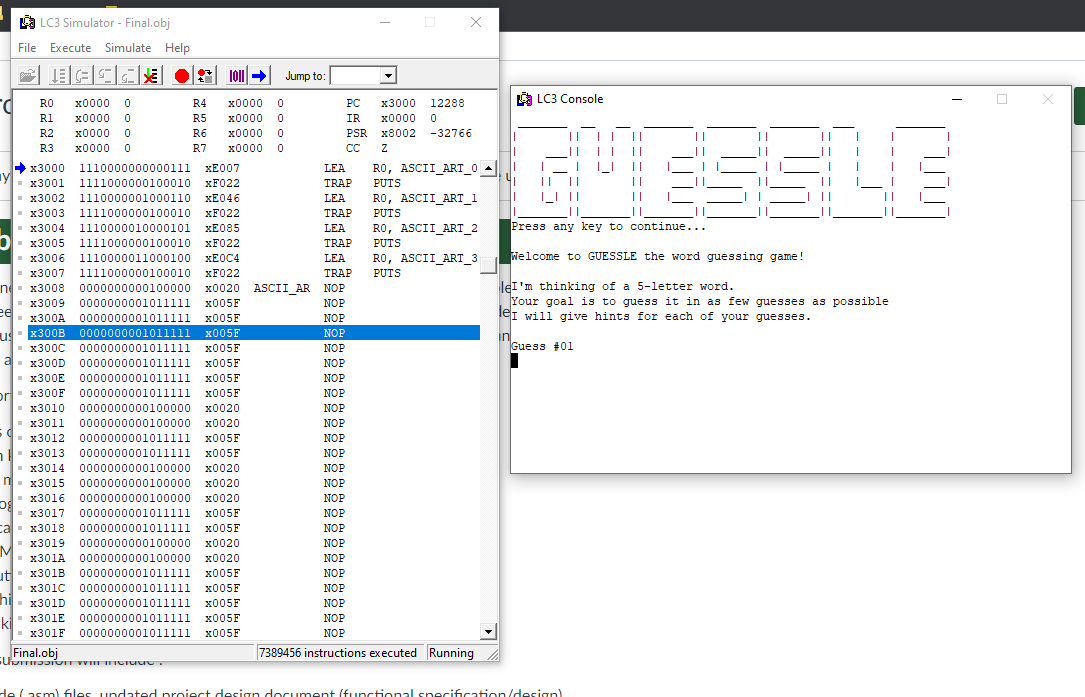 LC3 Simulator - Final.obj
File Execute Simulate Help
Jump to:
R0 x0000 0 R4 x0000 0 PC x3000 12288
R1 x0000 0 R5 x0000 0 IR x0000 0
R2 x0000 0 R6 x0000 0 PSR x8002 -32766
R3 x0000 0 R7 x0000 0 CC Z
x3000 1110000000000111 xE007 LEA R0, ASCII_ART_0
x3001 1111000000100010 xF022 TRAP PUTS
x3002 1110000001000110 xE046 LEA R0, ASCII_ART_1
x3003 1111000000100010 xF022 TRAP PUTS
x3004 1110000010000101 xE085 LEA R0, ASCII_ART_2
x3005 1111000000100010 xF022 TRAP PUTS
x3006 1110000011000100 xE0C4 LEA R0, ASCII_ART_3
x3007 1111000000100010 xF022 TRAP PUTS
x3008 0000000000100000 x0020 ASCII_AR NOP
x3009 0000000001011111 x005F NOP
x300A 0000000001011111 x005F NOP
x300B 0000000001011111 x005F NOP
x300C 0000000001011111 x005F NOP
x300D 0000000001011111 x005F NOP
x300E 0000000001011111 x005F NOP
x300F 0000000001011111 x005F NOP
x3010 0000000000100000 x0020 NOP
x3011 0000000000100000 x0020 NOP
x3012 0000000001011111 x005F NOP
x3013 0000000001011111 x005F NOP
x3014 0000000000100000 x0020 NOP
x3015 0000000000100000 x0020 NOP
x3016 0000000000100000 x0020 NOP
x3017 0000000001011111 x005F NOP
x3018 0000000001011111 x005F NOP
x3019 0000000000100000 x0020 NOP
x301A 0000000000100000 x0020 NOP
x301B 0000000001011111 x005F NOP
x301C 0000000001011111 x005F NOP
x301D 0000000001011111 x005F NOP
x301E 0000000001011111 x005F NOP
x301F 0000000001011111 x005F NOP
Final.obj 7389456 instructions executed Running
LC3 Console
GUESSLE
Press any key to continue...
Welcome to GUESSLE the word guessing game!
I'm thinking of a 5-letter word.
Your goal is to guess it in as few guesses as possible
I will give hints for each of your guesses.
Guess #01
submission will include :
de (.asm) files, updated project design document (functional specification/design)